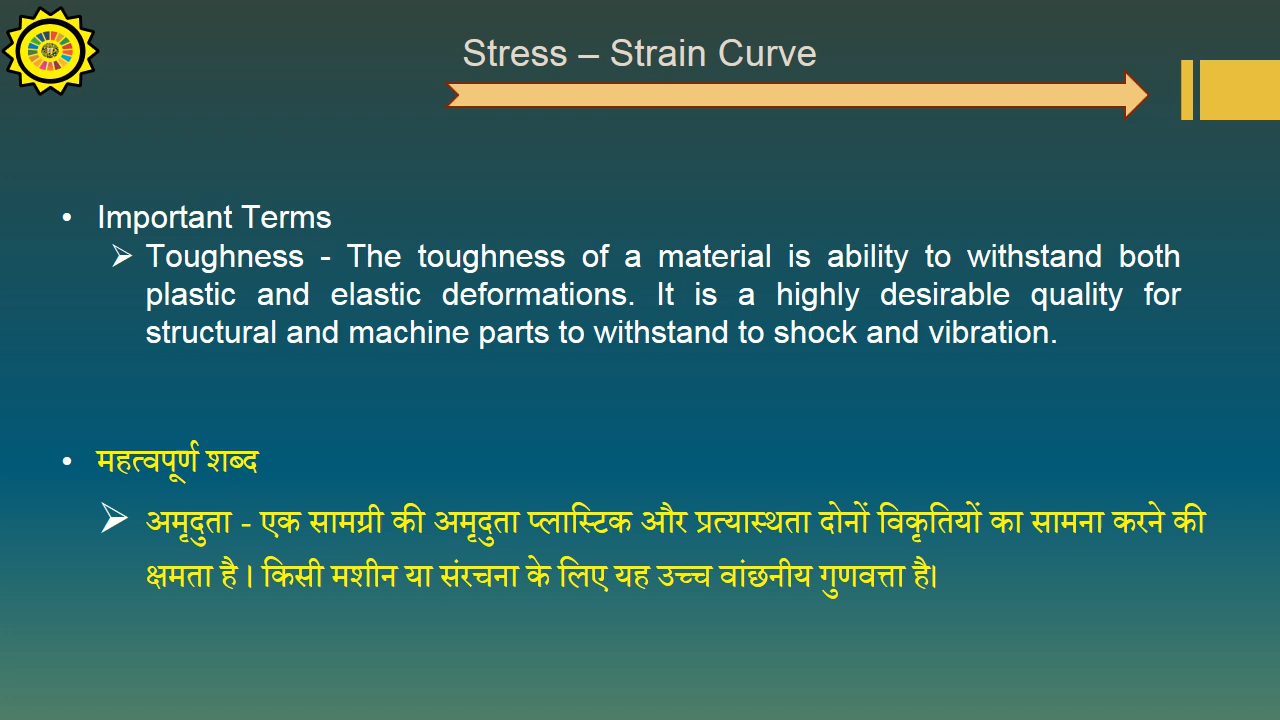 Stress – Strain Curve
• Important Terms
➢ Toughness - The toughness of a material is ability to withstand both
plastic and elastic deformations. It is a highly desirable quality for
structural and machine parts to withstand to shock and vibration.
• महत्वपूर्ण शब्द
➢ अमृदुता - एक सामग्री की अमृदुता प्लास्टिक और प्रत्यास्थता दोनों विकृतियों का सामना करने की
क्षमता है। किसी मशीन या संरचना के लिए यह उच्च वांछनीय गुणवत्ता है।